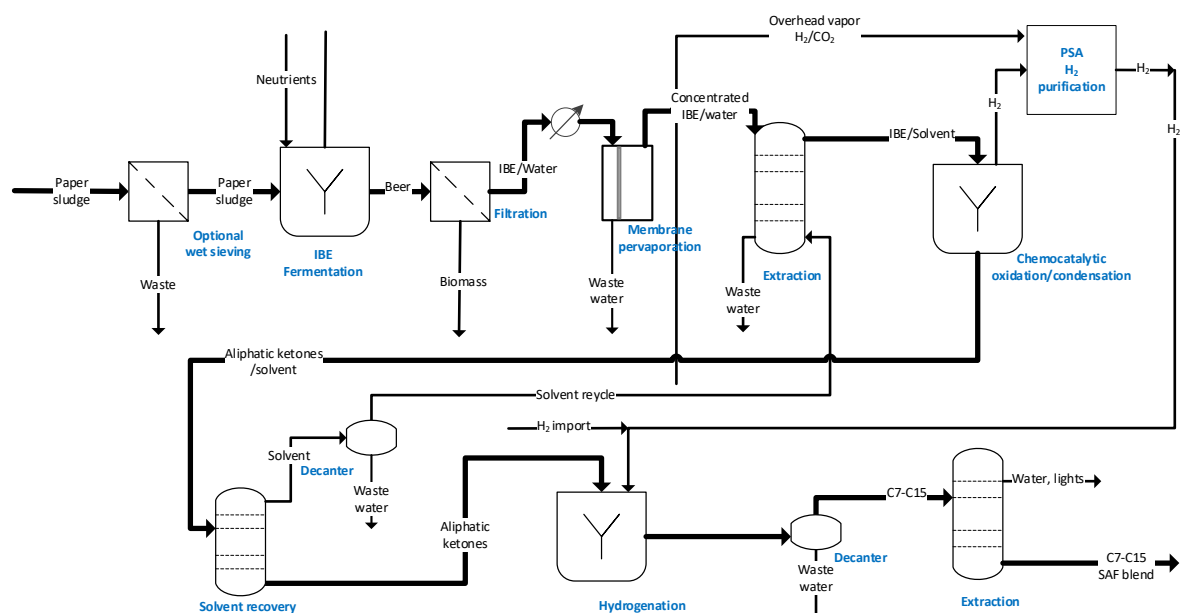 Overhead vapor
H2/CO2
PSA
H2
purification
H2
H2
H2
Neutrients
Concentrated
IBE/water
IBE/Solvent
IBE/Water
Paper
sludge
Paper
sludge
Beer
Filtration
Optional
wet sieving
IBE
Fermentation
Membrane
pervaporation
Extraction
Chemocatalytic
oxidation/condensation
Waste
Biomass
Waste
water
Waste
water
Aliphatic ketones
/solvent
Solvent reycle
H2 import
Solvent
Decanter
Waste
water
Aliphatic
ketones
C7-C15
Water, lights
Decanter
Waste
water
C7-C15
SAF blend
Solvent recovery
Hydrogenation
Extraction